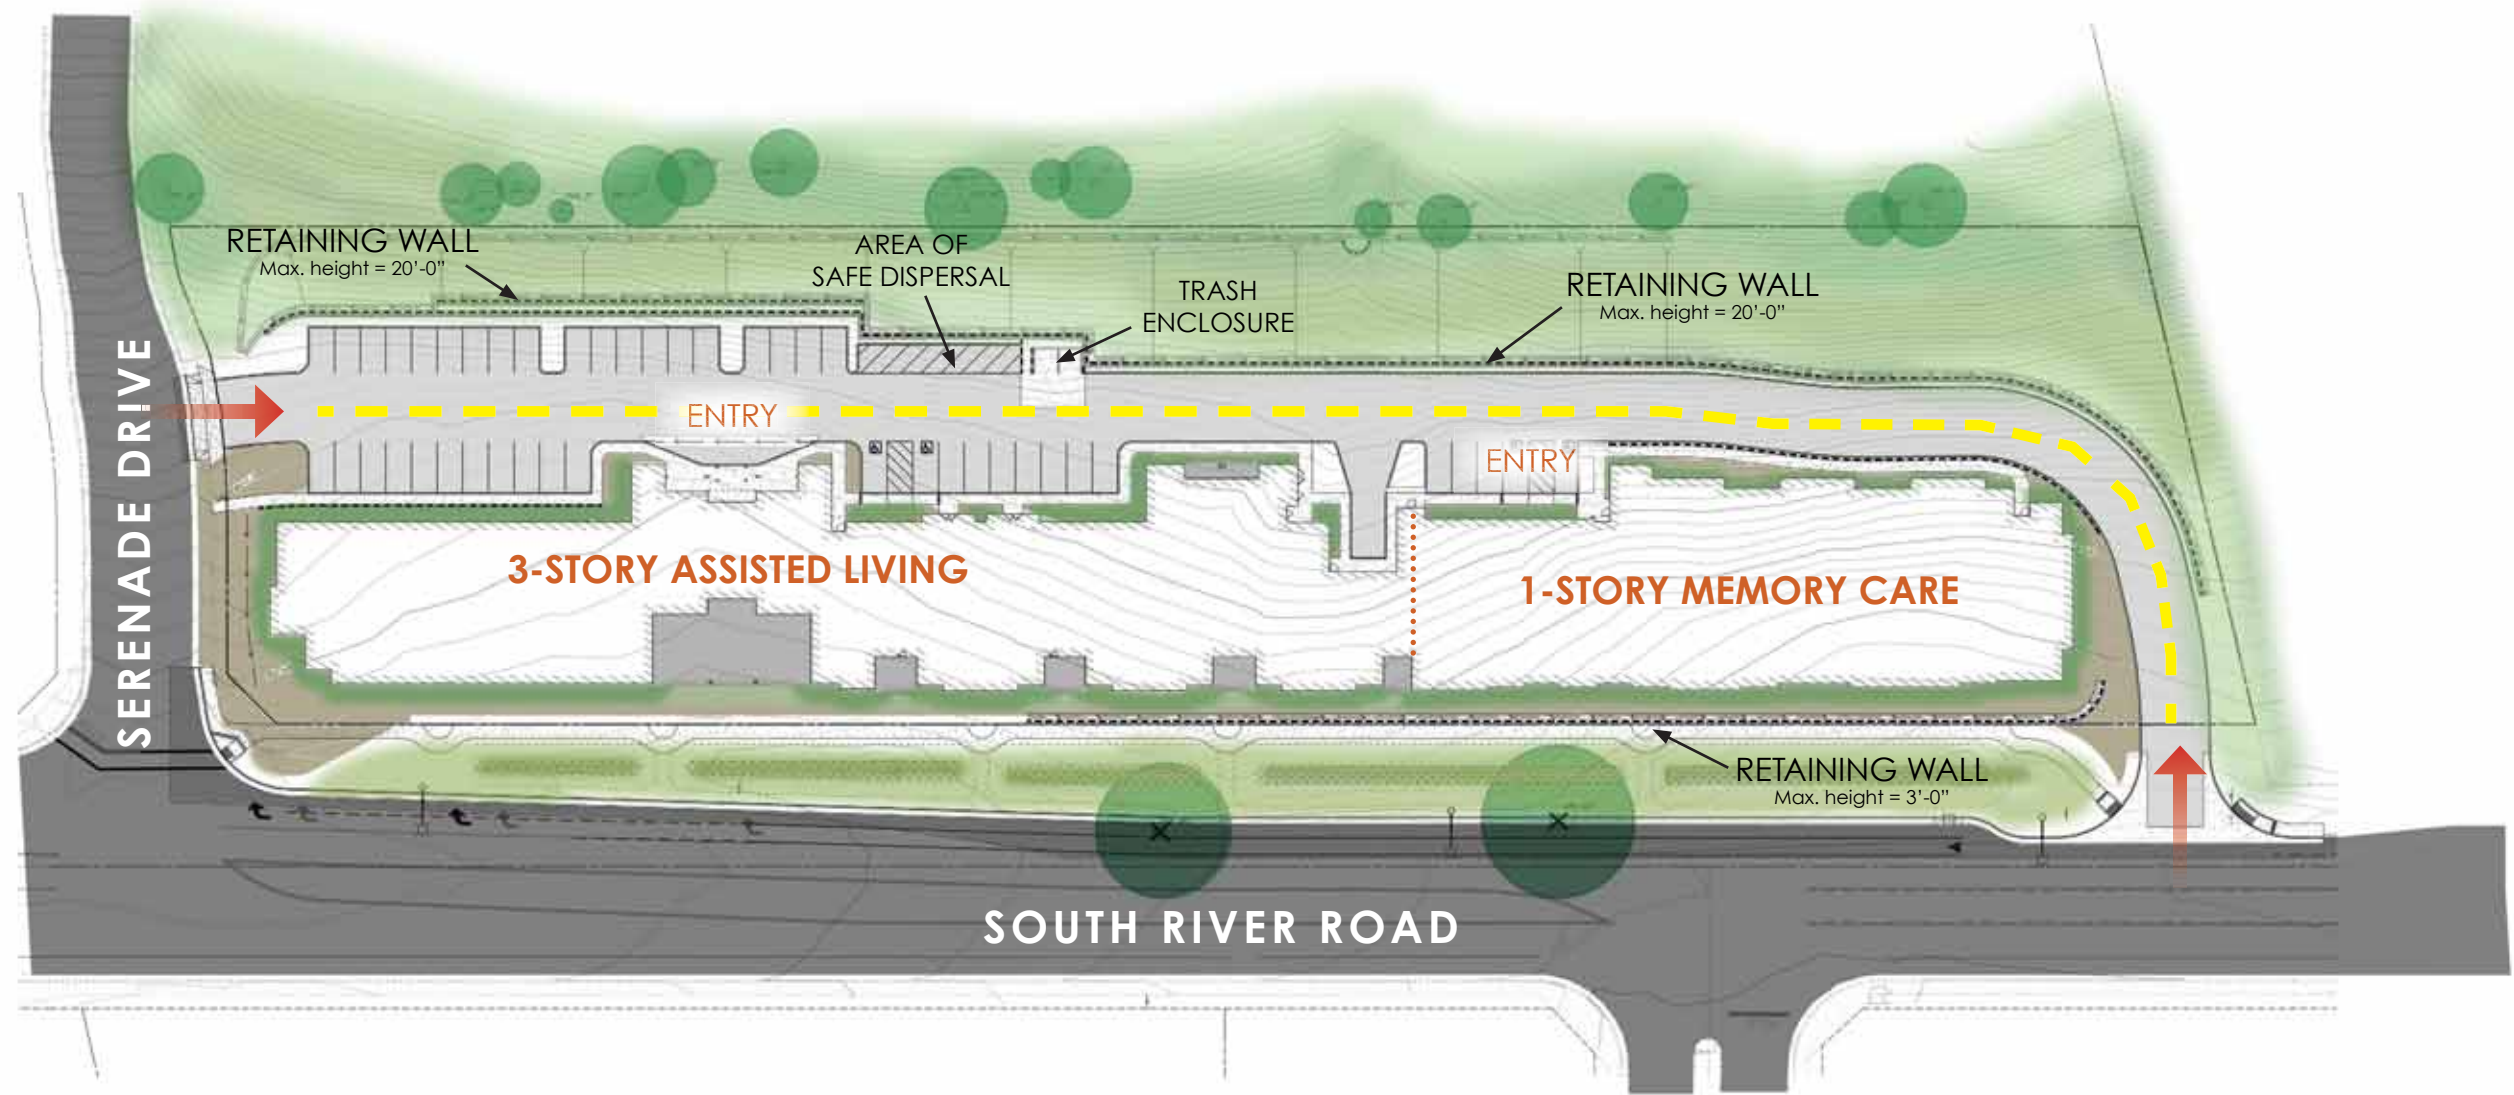 RETAINING WALL
Max. height = 20'-0"
AREA OF
SAFE DISPERSAL
TRASH
ENCLOSURE
RETAINING WALL
Max. height = 20'-0"
SERENADE DRIVE
ENTRY
ENTRY
3-STORY ASSISTED LIVING
1-STORY MEMORY CARE
RETAINING WALL
Max. height = 3'-0"
SOUTH RIVER ROAD